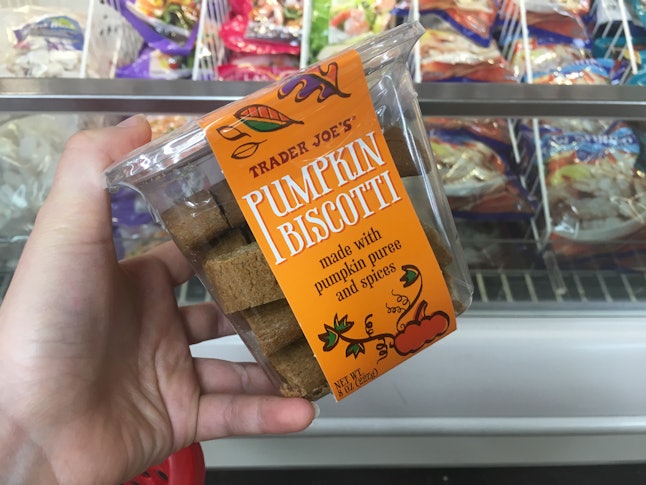 TRADER JOE'S
PUMPKIN
BISCOTTI
made with
pumpkin puree
and spices
NET WT
8 OZ (227g)